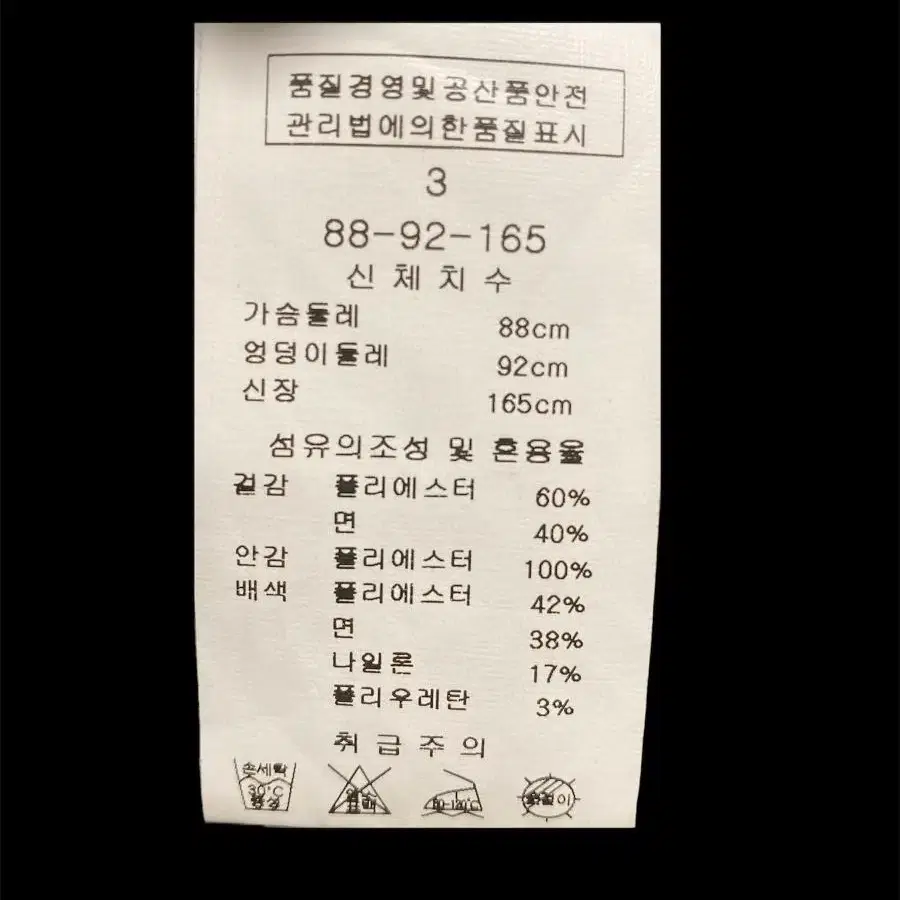 품질경영및공산품안전
관리법에의한품질표시
3
88-92-165
신체치수
가슴둘레 88cm
엉덩이둘레 92cm
신장 165cm
섬유의조성 및 혼용율
겉감 폴리에스터 60%
면 40%
안감 폴리에스터 100%
배색 폴리에스터 42%
면 38%
나일론 17%
폴리우레탄 3%
취급주의
손세탁
30°C
중성
표백
옷걸이